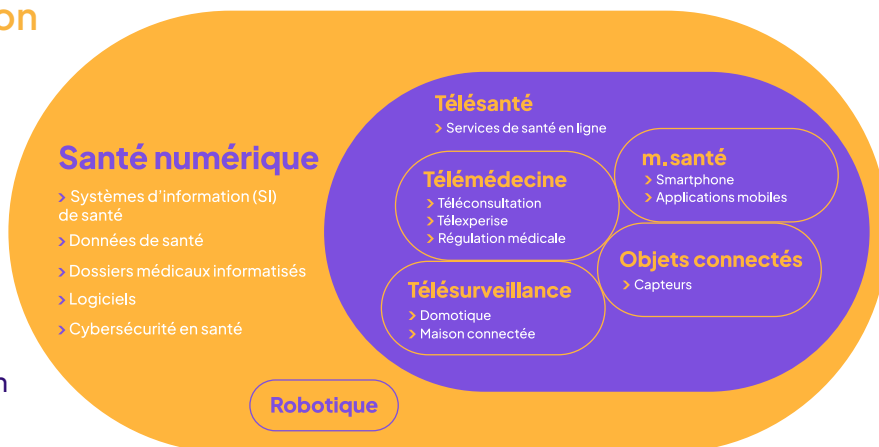 on
Santé numérique
> Systèmes d'information (SI)
de santé
> Données de santé
> Dossiers médicaux informatisés
> Logiciels
> Cybersécurité en santé
Télésanté
> Services de santé en ligne
Télémédecine
> Téléconsultation
> Télexperise
> Régulation médicale
m.santé
> Smartphone
> Applications mobiles
Télésurveillance
> Domotique
> Maison connectée
Objets connectés
> Capteurs
n
Robotique